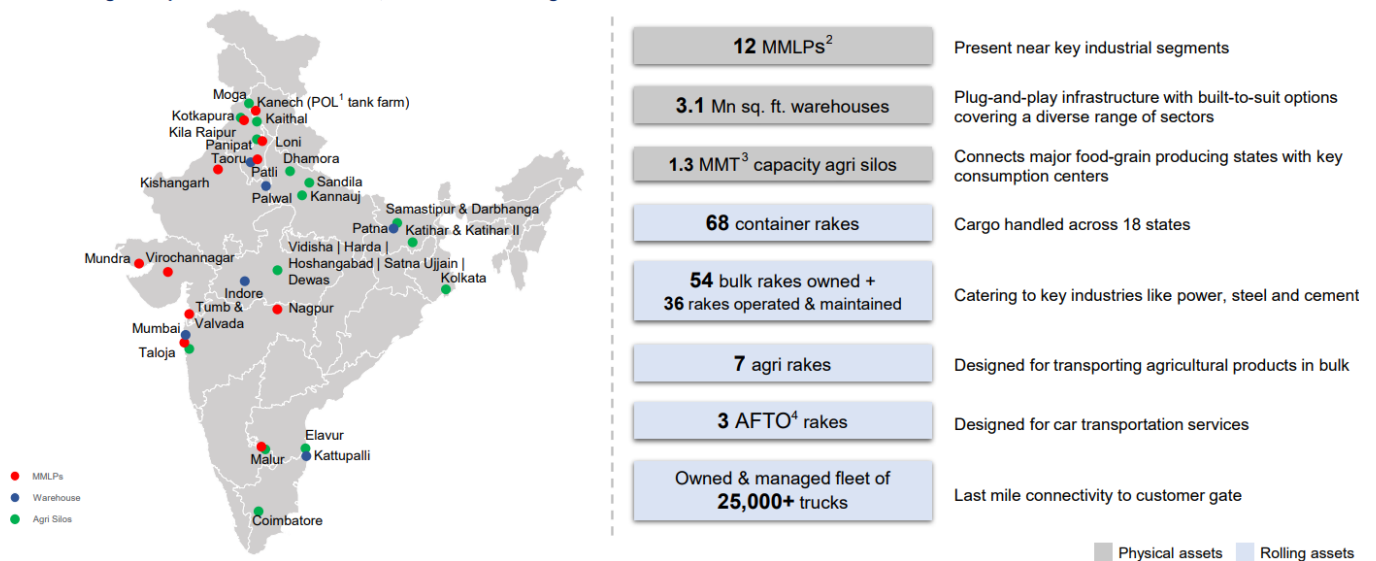 Moga
Kanech (POL¹ tank farm)
Kotkapura
Kaithal
Kila Raipur
Panipat
Loni
Taoru
Dhamora
Patli
Kishangarh
Sandila
Palwal
Kannauj
Samastipur & Darbhanga
Patna
Katihar & Katihar II
Vidisha | Harda |
Hoshangabad | Satna Ujjain |
Dewas
Mundra
Virochannagar
Kolkata
Indore
Tumb &
Valvada
Nagpur
Mumbai
Taloja
Elavur
Malur
Kattupalli
Coimbatore
MMLPs
Warehouse
Agri Silos
12 MMLPs²
Present near key industrial segments
3.1 Mn sq. ft. warehouses
Plug-and-play infrastructure with built-to-suit options
covering a diverse range of sectors
1.3 MMT³ capacity agri silos
Connects major food-grain producing states with key
consumption centers
68 container rakes
Cargo handled across 18 states
54 bulk rakes owned +
36 rakes operated & maintained
Catering to key industries like power, steel and cement
7 agri rakes
Designed for transporting agricultural products in bulk
3 AFTO⁴ rakes
Designed for car transportation services
Owned & managed fleet of
25,000+ trucks
Last mile connectivity to customer gate
Physical assets
Rolling assets